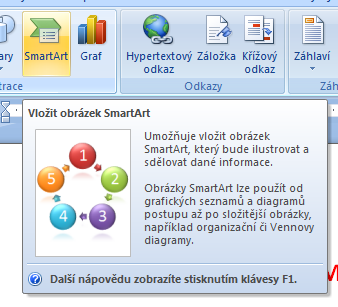 ary SmartArt Graf Hypertextový Záložka Křížový Záhlaví
odkaz odkaz
trace Odkazy Záh
Vložit obrázek SmartArt
1
5 2
4 3
Umožňuje vložit obrázek
SmartArt, který bude ilustrovat a
sdělovat dané informace.
Obrázky SmartArt lze použít od
grafických seznamů a diagramů
postupu až po složitější obrázky,
například organizační či Vennovy
diagramy.
Další nápovědu zobrazíte stisknutím klávesy F1.
M